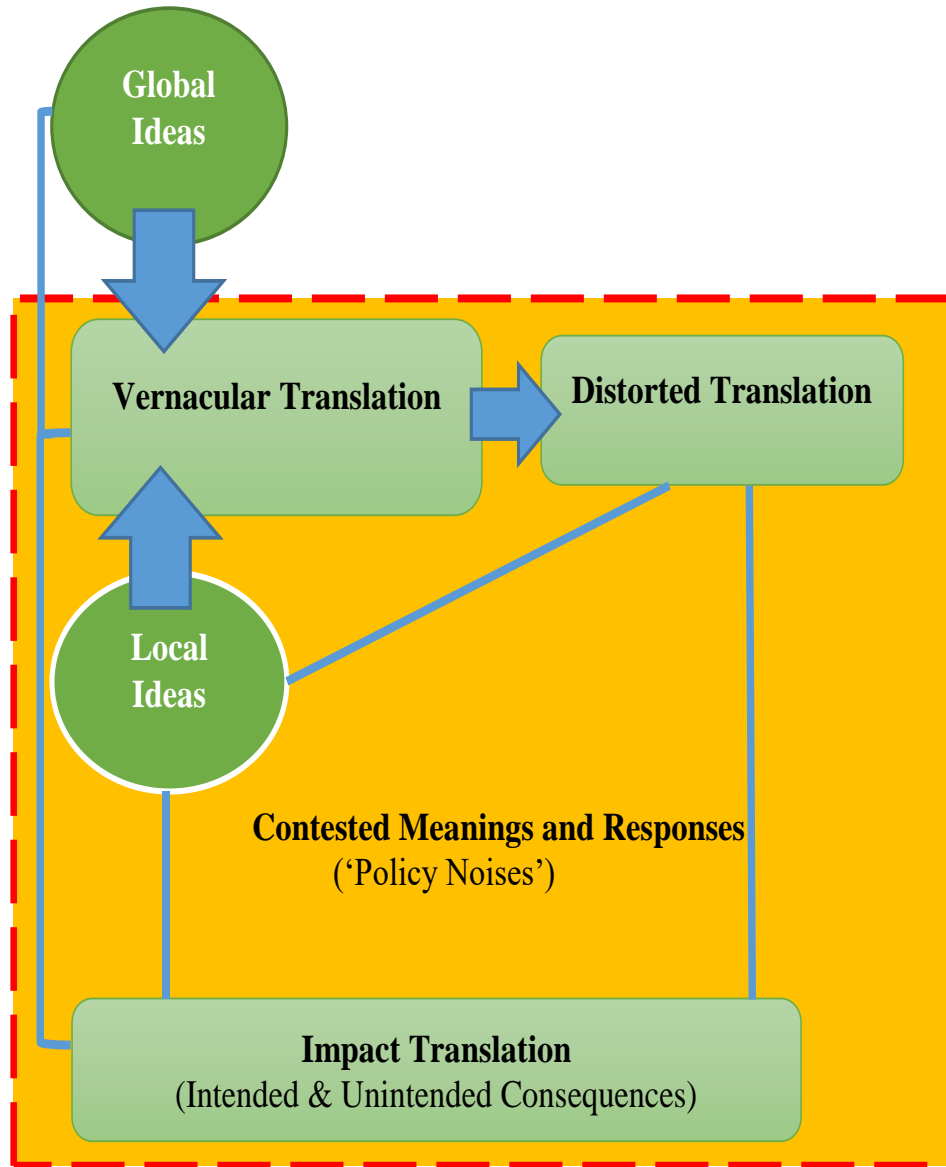 Global
Ideas
Vernacular Translation
Distorted Translation
Local
Ideas
Contested Meanings and Responses
(‘Policy Noises’)
Impact Translation
(Intended & Unintended Consequences)